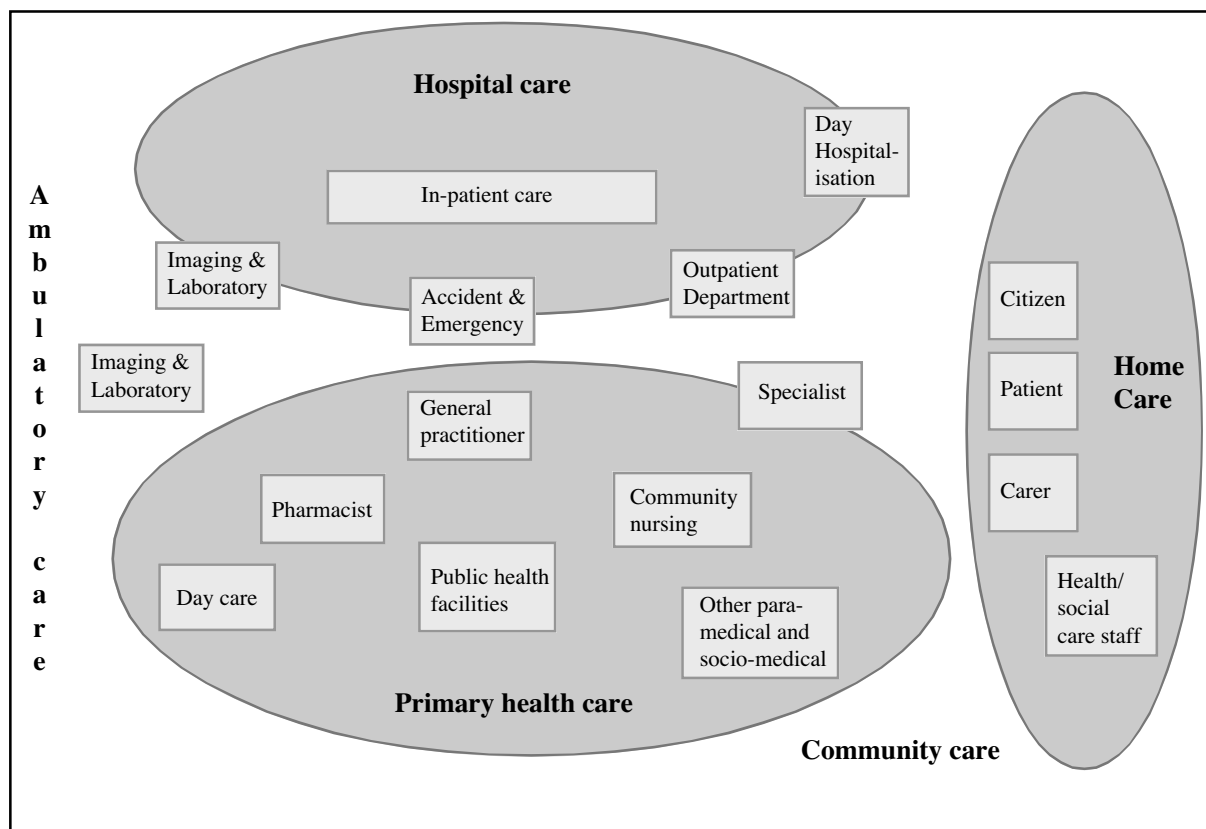 Hospital care
Day
Hospital-
isation
In-patient care
Imaging &
Laboratory
Accident &
Emergency
Outpatient
Department
Ambulatory care
Imaging &
Laboratory
General
practitioner
Specialist
Pharmacist
Community
nursing
Day care
Public health
facilities
Other para-
medical and
socio-medical
Primary health care
Community care
Citizen
Patient
Home
Care
Carer
Health/
social
care staff